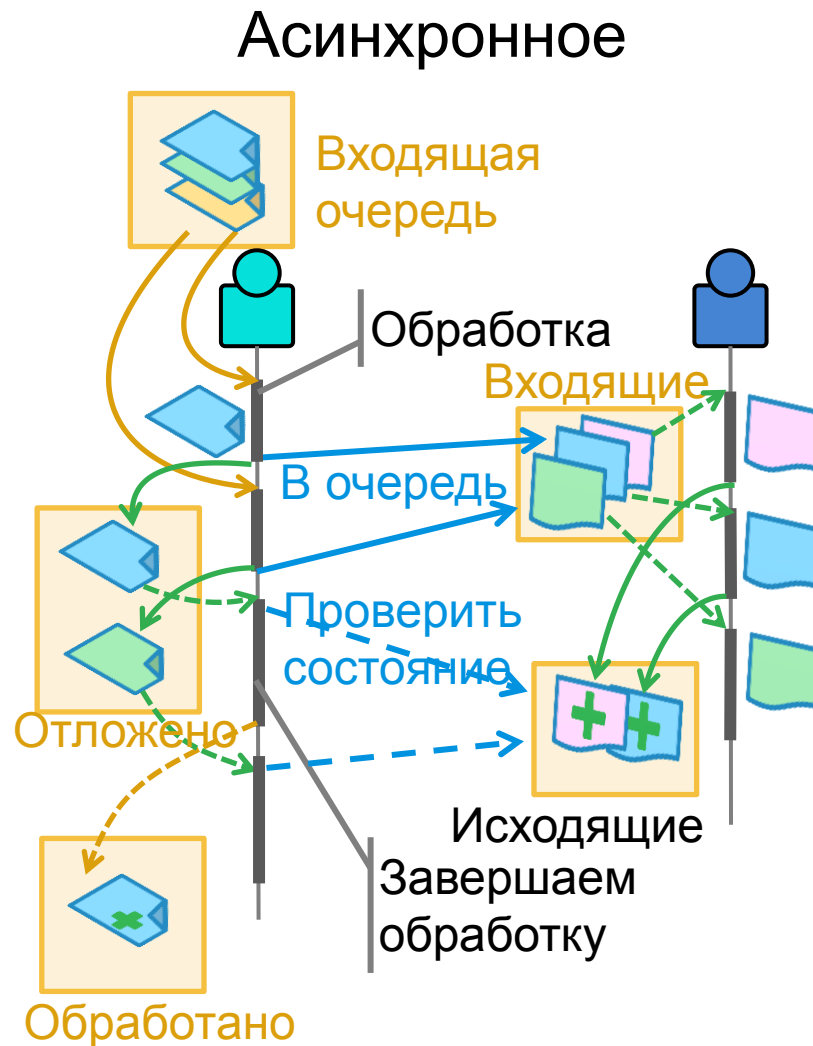 Асинхронное
Входящая
очередь
Обработка
Входящие
В очередь
Проверить
состояние
Отложено
Исходящие
Завершаем
обработку
Обработано